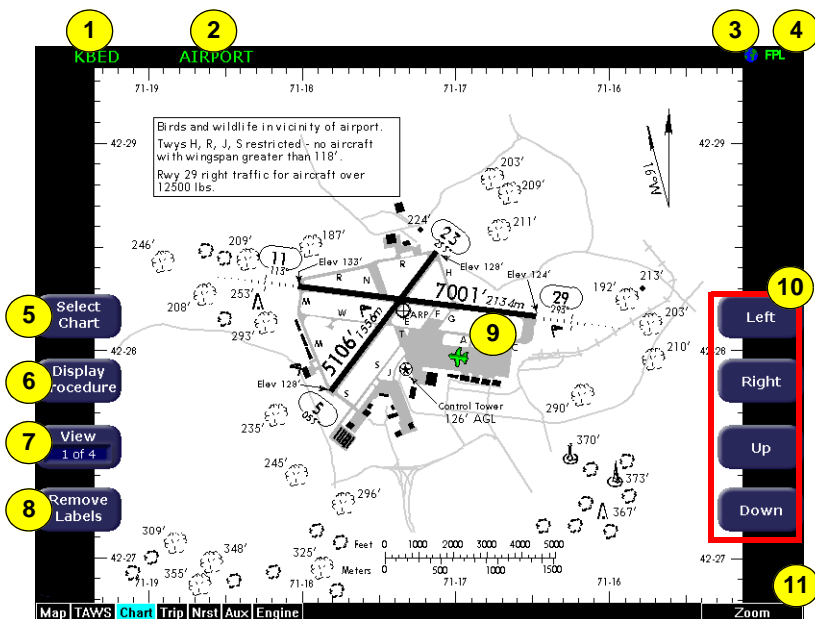 1
2
3
4
KBED
AIRPORT
FPL
71-19
71-18
71-17
71-16
Birds and wildlife in vicinity of airport.
Twys H, R, J, S restricted - no aircraft
with wingspan greater than 118'.
Rwy 29 right traffic for aircraft over
12500 lbs.
42-29
42-29
16°W
203'
209'
211'
224'
187'
209'
246'
11
113°
Elev 133'
23
Elev 128'
R
N
R
H
Elev 124'
213'
192'
10
208'
253'
293'
M
W
A
7001' 2134m
29
293°
203'
210'
5
Select
Chart
ARP
F
G
E
T
A
C
9
Left
42-28
42-28
M
5106' 1556m
6
Display
rocedure
Right
Elev 128'
5
S
J
S
Control Tower
126' AGL
290'
235'
7
View
1 of 4
Up
370'
245'
373'
8
Remove
Labels
296'
367'
Down
309'
348'
325'
355'
Feet 0 1000 2000 3000 4000 5000
Meters 0 500 1000 1500
42-27
42-27
71-19
71-18
71-17
71-16
11
Map TAWS Chart Trip Nrst Aux Engine
Zoom